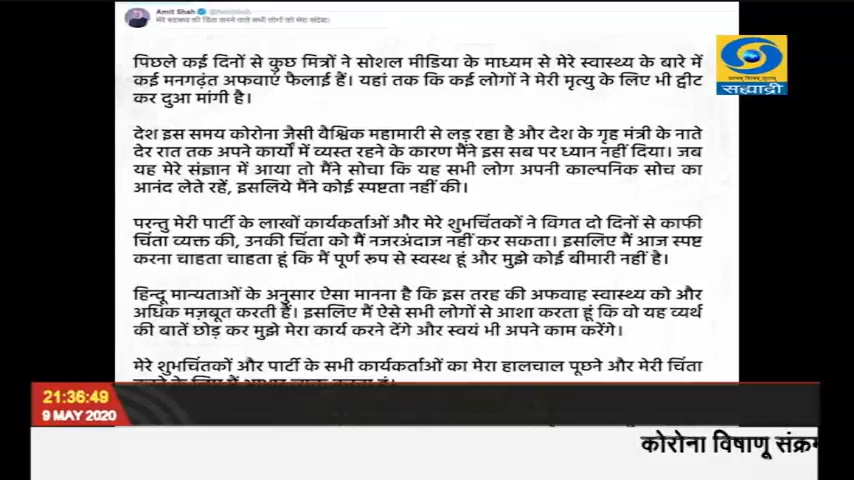 Amit Shah
मेरे स्वास्थ्य की चिंता करने वाले सभी लोगों को मेरा संदेश।
पिछले कई दिनों से कुछ मित्रों ने सोशल मीडिया के माध्यम से मेरे स्वास्थ्य के बारे में
कई मनगढ़ंत अफवाएं फैलाई हैं। यहां तक कि कई लोगों ने मेरी मृत्यु के लिए भी ट्वीट
कर दुआ मांगी है।
देश इस समय कोरोना जैसी वैश्विक महामारी से लड़ रहा है और देश के गृह मंत्री के नाते
देर रात तक अपने कार्यों में व्यस्त रहने के कारण मैंने इस सब पर ध्यान नहीं दिया। जब
यह मेरे संज्ञान में आया तो मैंने सोचा कि यह सभी लोग अपनी काल्पनिक सोच का
आनंद लेते रहें, इसलिये मैंने कोई स्पष्टता नहीं की।
परन्तु मेरी पार्टी के लाखों कार्यकर्ताओं और मेरे शुभचिंतकों ने विगत दो दिनों से काफी
चिंता व्यक्त की, उनकी चिंता को मैं नजरअंदाज नहीं कर सकता। इसलिए मैं आज स्पष्ट
करना चाहता चाहता हूं कि मैं पूर्ण रूप से स्वस्थ हूं और मुझे कोई बीमारी नहीं है।
हिन्दू मान्यताओं के अनुसार ऐसा मानना है कि इस तरह की अफवाह स्वास्थ्य को और
अधिक मज़बूत करती हैं। इसलिए मैं ऐसे सभी लोगों से आशा करता हूं कि वो यह व्यर्थ
की बातें छोड़ कर मुझे मेरा कार्य करने देंगे और स्वयं भी अपने काम करेंगे।
मेरे शुभचिंतकों और पार्टी के सभी कार्यकर्ताओं का मेरा हालचाल पूछने और मेरी चिंता
सह्याद्री
21:36:49
9 MAY 2020
कोरोना विषाणू संक्रम